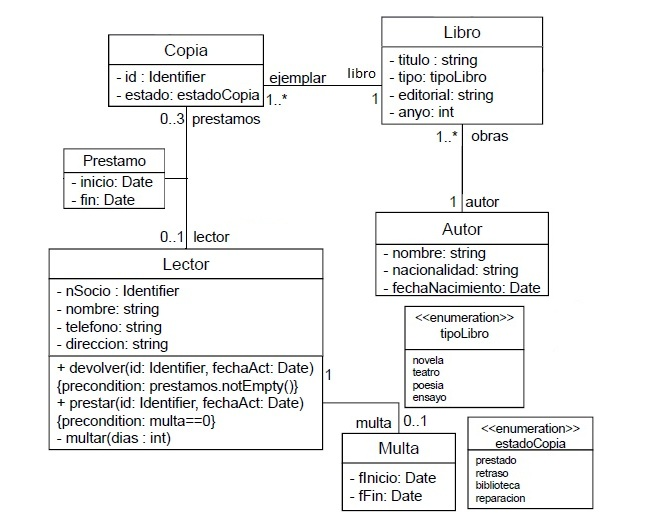 Copia
- id : Identifier
- estado: estadoCopia
ejemplar
1..*
libro
1
Libro
- titulo : string
- tipo: tipoLibro
- editorial: string
- anyo: int
0..3 prestamos
1..* obras
Prestamo
- inicio: Date
- fin: Date
1 autor
Autor
- nombre: string
- nacionalidad: string
- fechaNacimiento: Date
0..1 lector
Lector
- nSocio : Identifier
- nombre: string
- telefono: string
- direccion: string
+ devolver(id: Identifier, fechaAct: Date)
{precondition: prestamos.notEmpty()}
+ prestar(id: Identifier, fechaAct: Date)
{precondition: multa==0}
- multar(dias : int)
1
multa 0..1
Multa
- fInicio: Date
- fFin: Date
<<enumeration>>
tipoLibro
novela
teatro
poesia
ensayo
<<enumeration>>
estadoCopia
prestado
retraso
biblioteca
reparacion